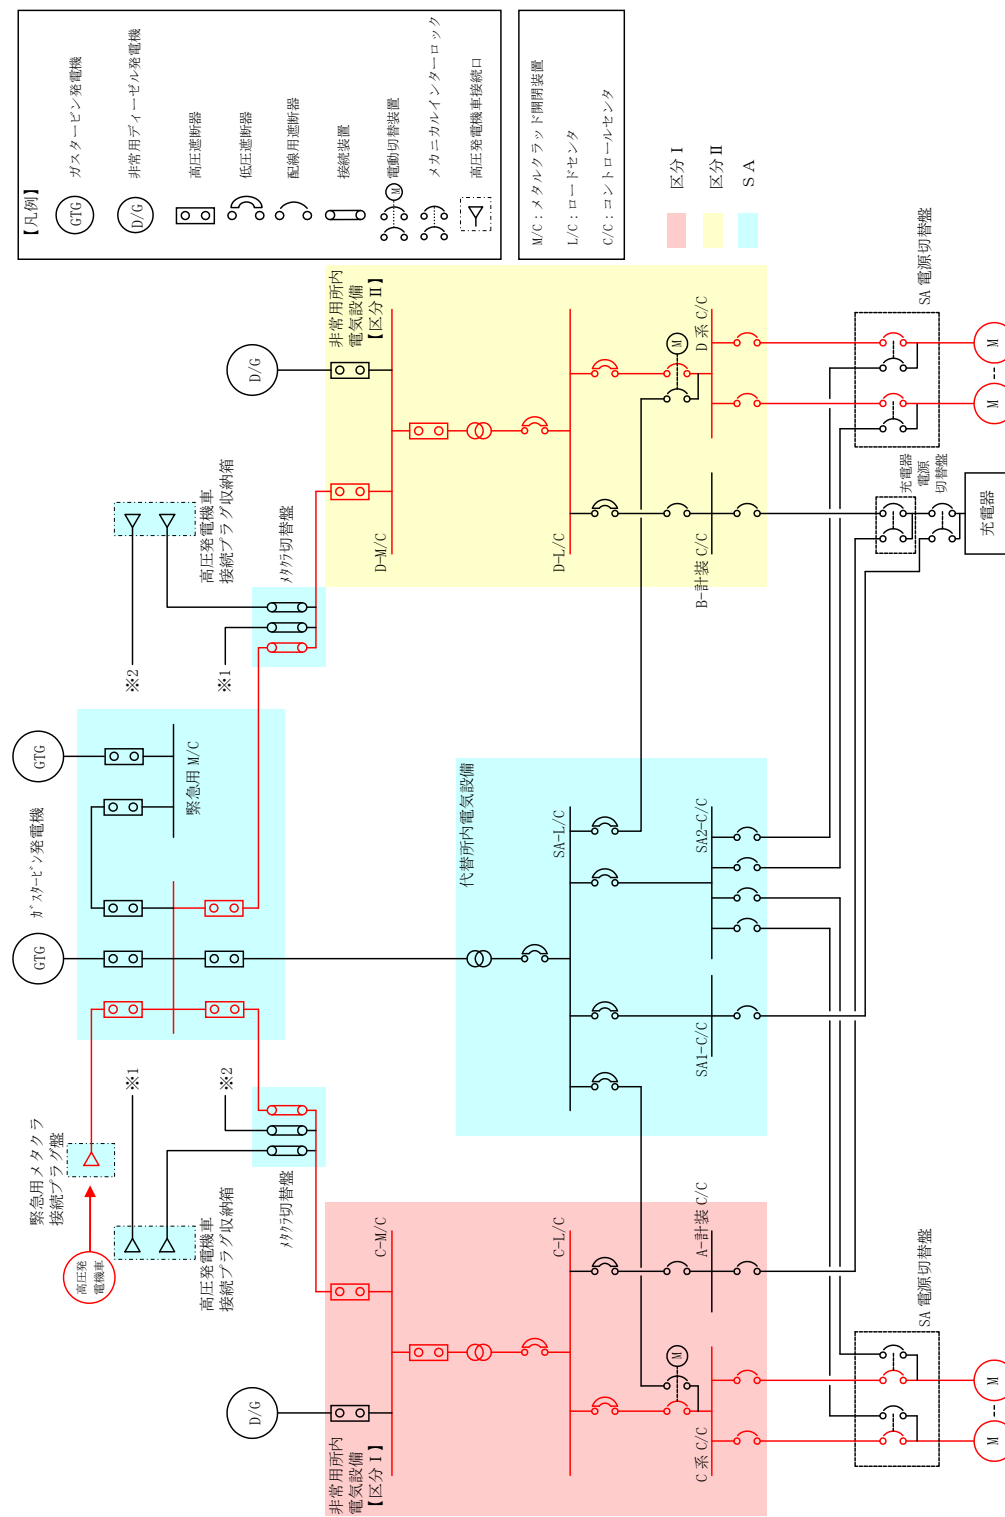 【凡例】
GTG
ガスタービン発電機
D/G
非常用ディーゼル発電機
高圧遮断器
低圧遮断器
配線用遮断器
接続装置
M
電動切替装置
メカニカルインターロック
高圧発電機車接続口
M/C：メタルクラッド開閉装置
L/C：ロードセンタ
C/C：コントロールセンタ
区分Ⅰ
区分Ⅱ
ＳＡ
ガスタービン発電機
GTG
GTG
緊急用メタクラ
接続プラグ盤
高圧発
電機車
※1
※2
高圧発電機車
接続プラグ収納箱
メタクラ切替盤
緊急用 M/C
※2
※1
高圧発電機車
接続プラグ収納箱
メタクラ切替盤
D/G
非常用所内
電気設備
【区分Ⅰ】
C-M/C
C-L/C
M
C 系 C/C
A-計装 C/C
代替所内電気設備
SA-L/C
SA1-C/C
SA2-C/C
D/G
非常用所内
電気設備
【区分Ⅱ】
D-M/C
D-L/C
M
B-計装 C/C
D 系 C/C
SA 電源切替盤
M
M
充電器
電源
切替盤
充電器
SA 電源切替盤
M
M